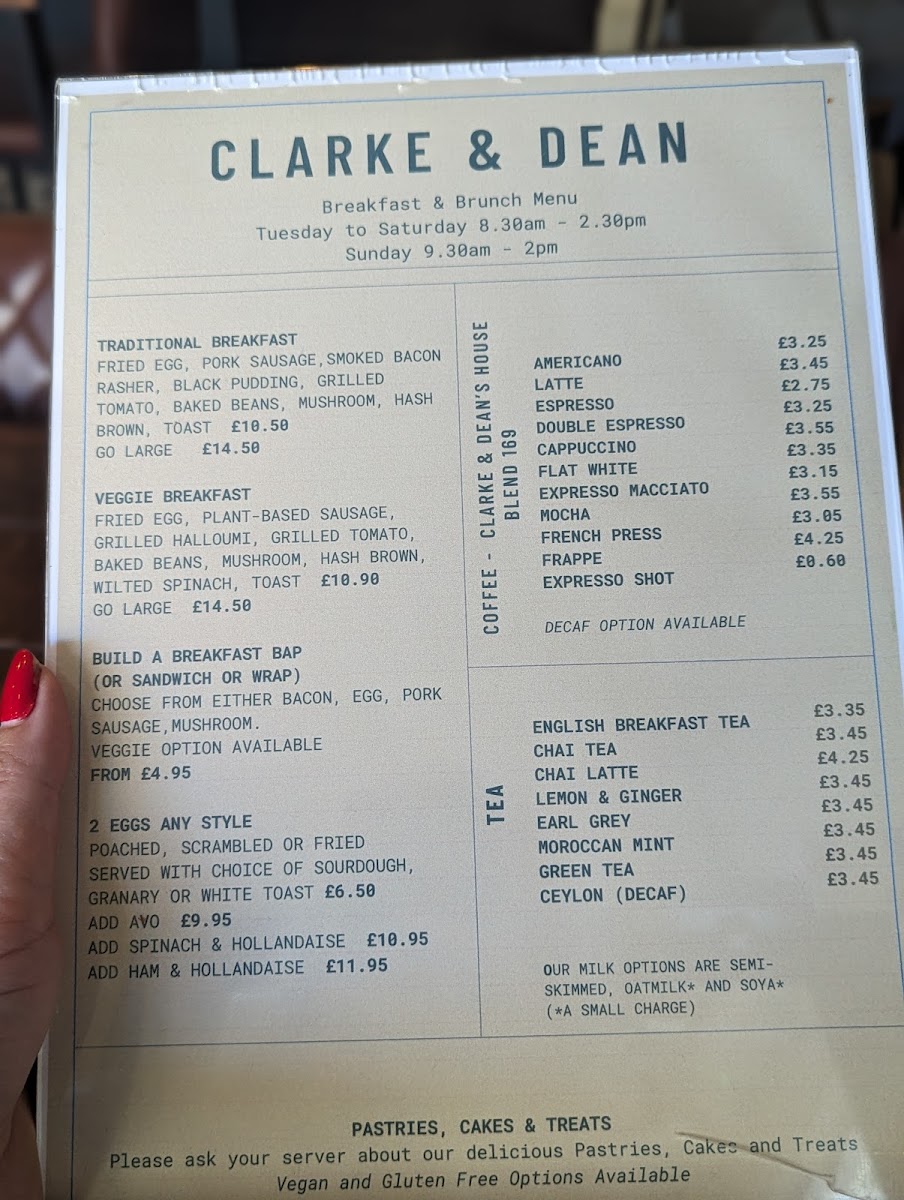 CLARKE & DEAN
Breakfast & Brunch Menu
Tuesday to Saturday 8.30am - 2.30pm
Sunday 9.30am - 2pm
TRADITIONAL BREAKFAST
FRIED EGG, PORK SAUSAGE,SMOKED BACON
RASHER, BLACK PUDDING, GRILLED
TOMATO, BAKED BEANS, MUSHROOM, HASH
BROWN, TOAST £10.50
GO LARGE £14.50
VEGGIE BREAKFAST
FRIED EGG, PLANT-BASED SAUSAGE,
GRILLED HALLOUMI, GRILLED TOMATO,
BAKED BEANS, MUSHROOM, HASH BROWN,
WILTED SPINACH, TOAST £10.90
GO LARGE £14.50
BUILD A BREAKFAST BAP
(OR SANDWICH OR WRAP)
CHOOSE FROM EITHER BACON, EGG, PORK
SAUSAGE,MUSHROOM.
VEGGIE OPTION AVAILABLE
FROM £4.95
2 EGGS ANY STYLE
POACHED, SCRAMBLED OR FRIED
SERVED WITH CHOICE OF SOURDOUGH,
GRANARY OR WHITE TOAST £6.50
ADD AVO £9.95
ADD SPINACH & HOLLANDAISE £10.95
ADD HAM & HOLLANDAISE £11.95
COFFEE - CLARKE & DEAN'S HOUSE
BLEND 169
AMERICANO £3.25
LATTE £3.45
ESPRESSO £2.75
DOUBLE ESPRESSO £3.25
CAPPUCCINO £3.55
FLAT WHITE £3.35
EXPRESSO MACCIATO £3.15
MOCHA £3.55
FRENCH PRESS £3.05
FRAPPE £4.25
EXPRESSO SHOT £0.60
DECAF OPTION AVAILABLE
TEA
ENGLISH BREAKFAST TEA £3.35
CHAI TEA £3.45
CHAI LATTE £4.25
LEMON & GINGER £3.45
EARL GREY £3.45
MOROCCAN MINT £3.45
GREEN TEA £3.45
CEYLON (DECAF) £3.45
OUR MILK OPTIONS ARE SEMI-
SKIMMED, OATMILK* AND SOYA*
(*A SMALL CHARGE)
PASTRIES, CAKES & TREATS
Please ask your server about our delicious Pastries, Cakes and Treats
Vegan and Gluten Free Options Available